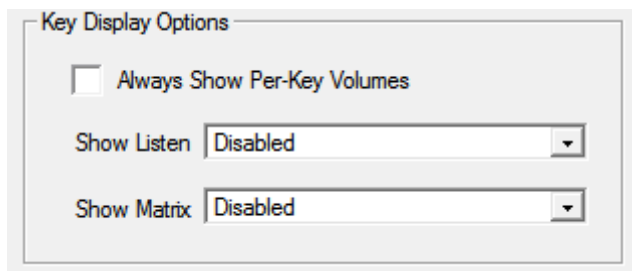 Key Display Options
Always Show Per-Key Volumes
Show Listen Disabled
Show Matrix Disabled